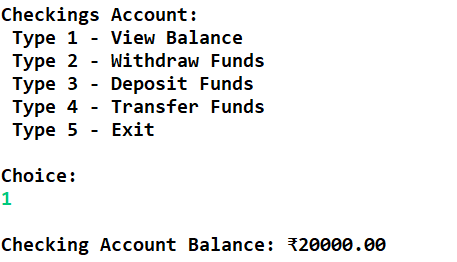 Checkings Account:
Type 1 - View Balance
Type 2 - Withdraw Funds
Type 3 - Deposit Funds
Type 4 - Transfer Funds
Type 5 - Exit
Choice:
1
Checking Account Balance: ₹20000.00